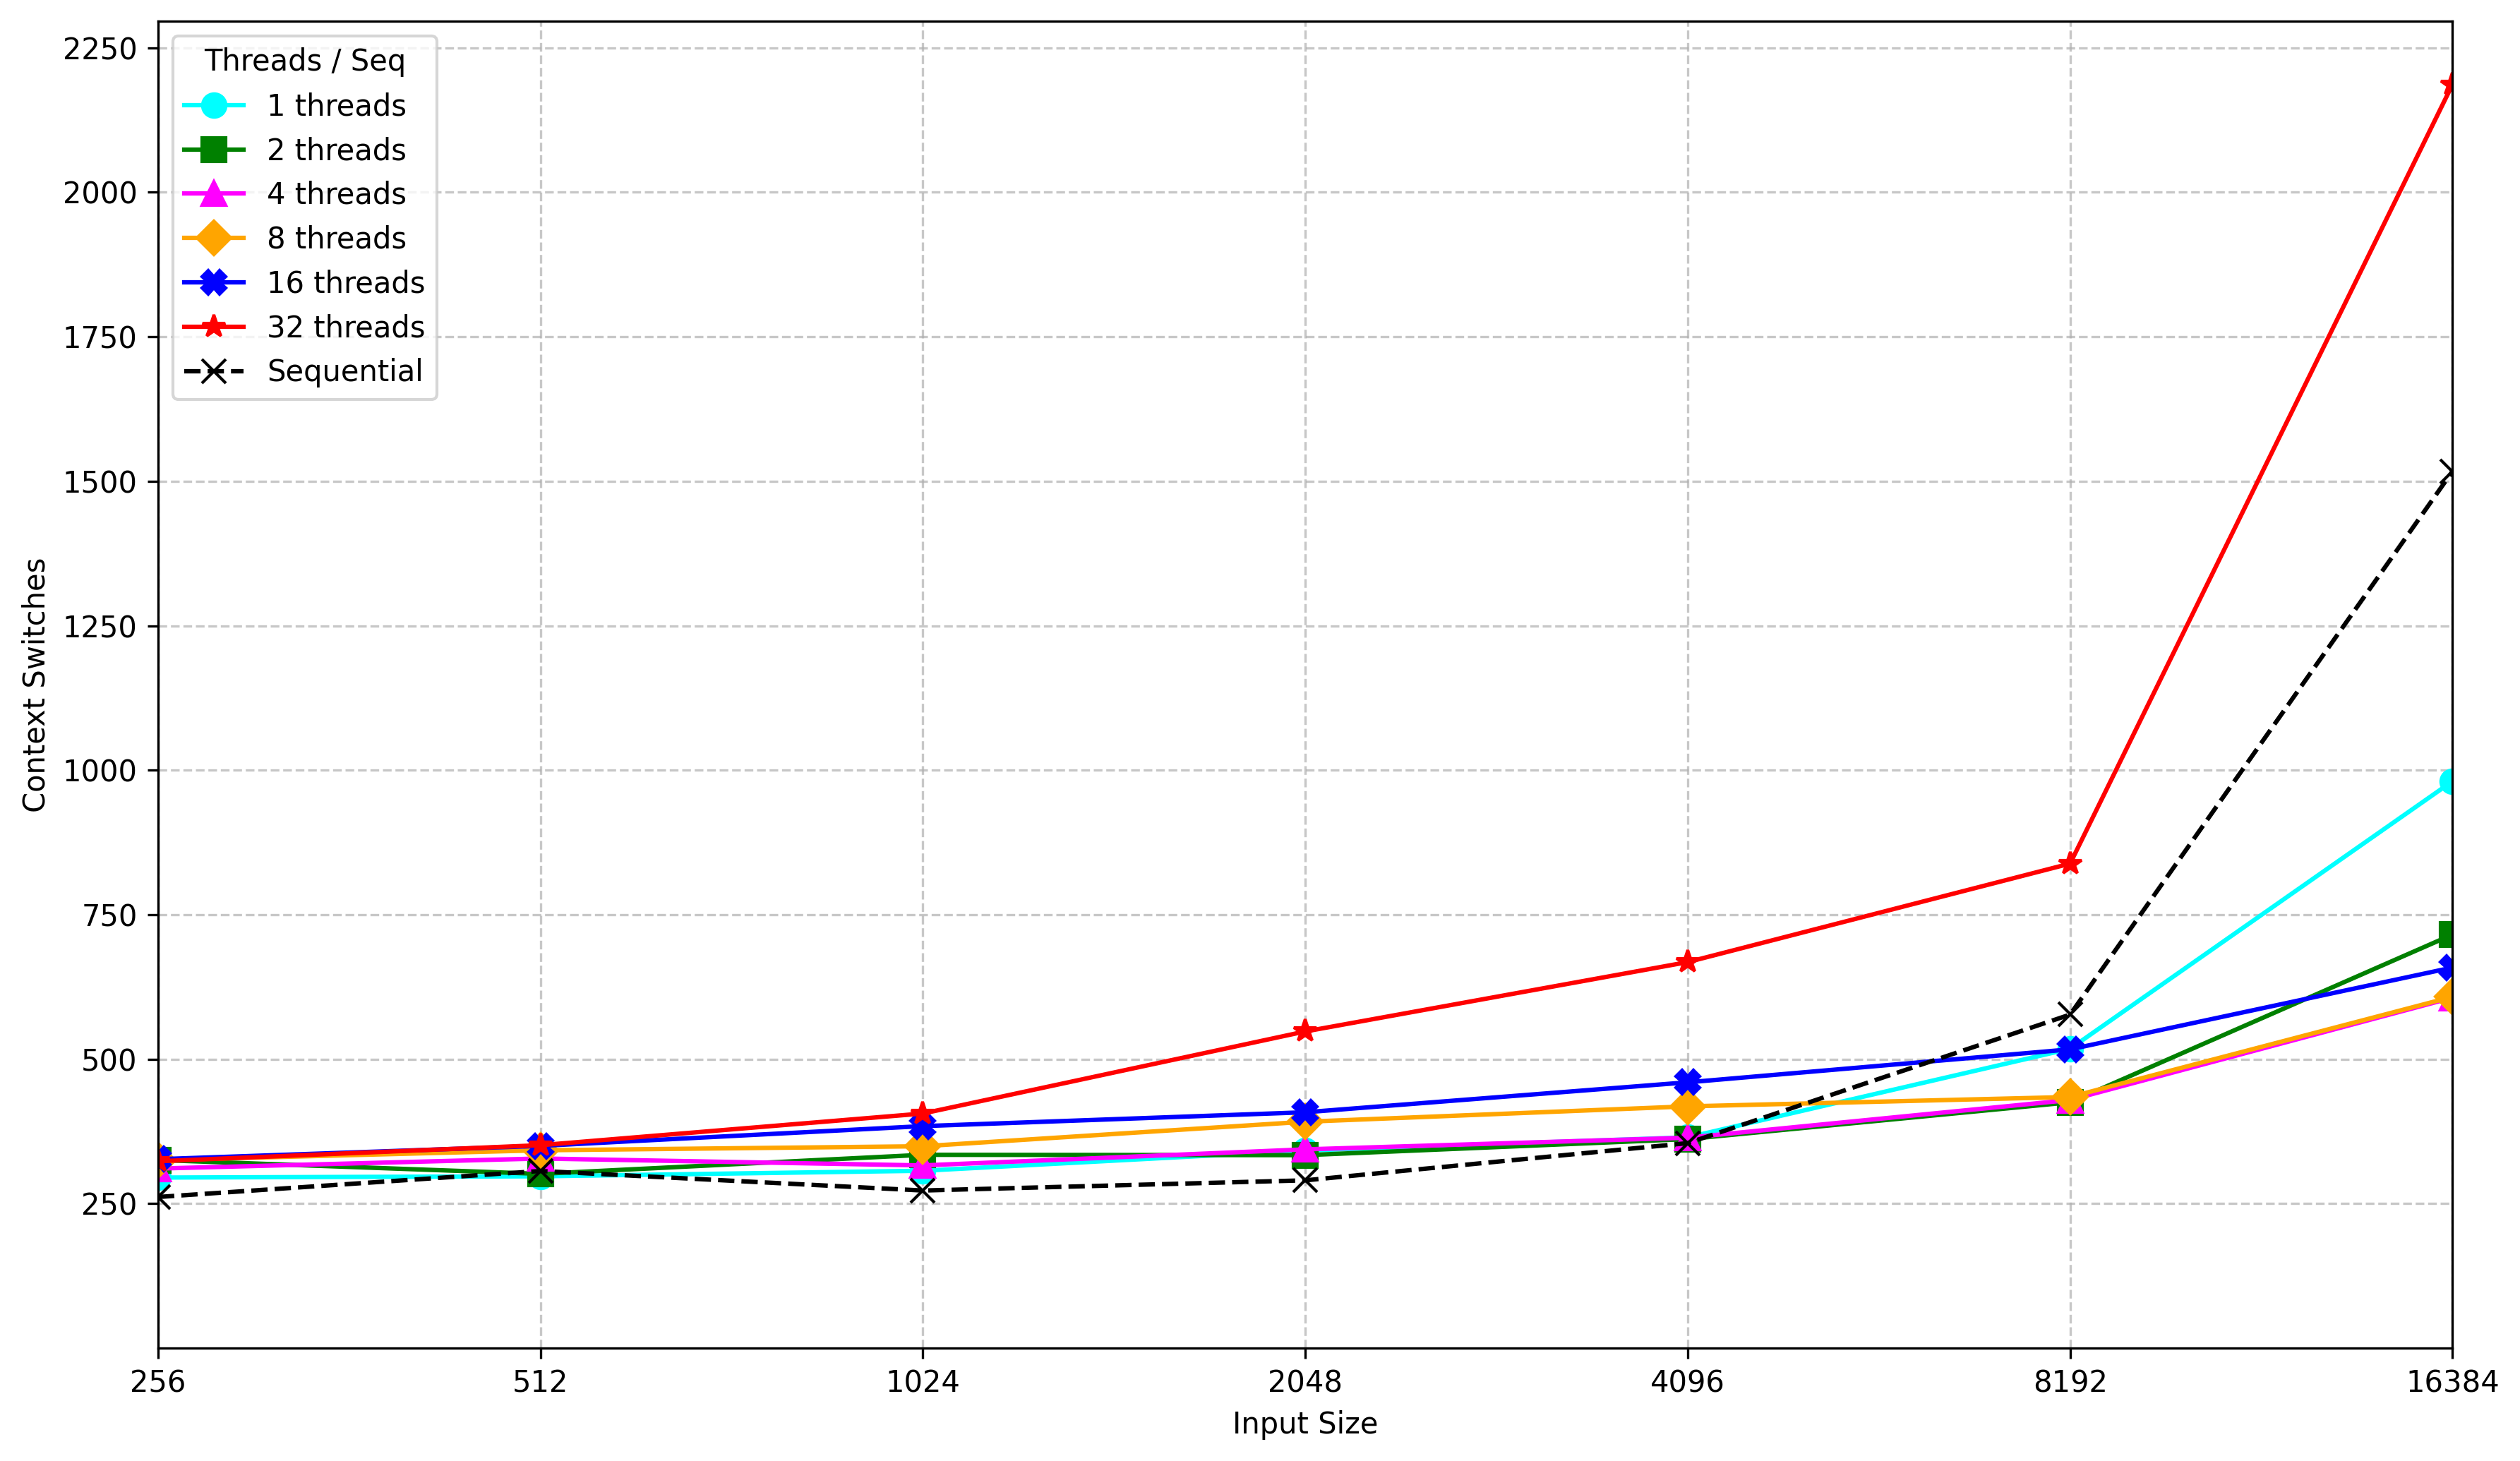 Threads / Seq
1 threads
2 threads
4 threads
8 threads
16 threads
32 threads
Sequential
2250
2000
1750
1500
1250
1000
750
500
250
Context Switches
256 512 1024 2048 4096 8192 16384
Input Size